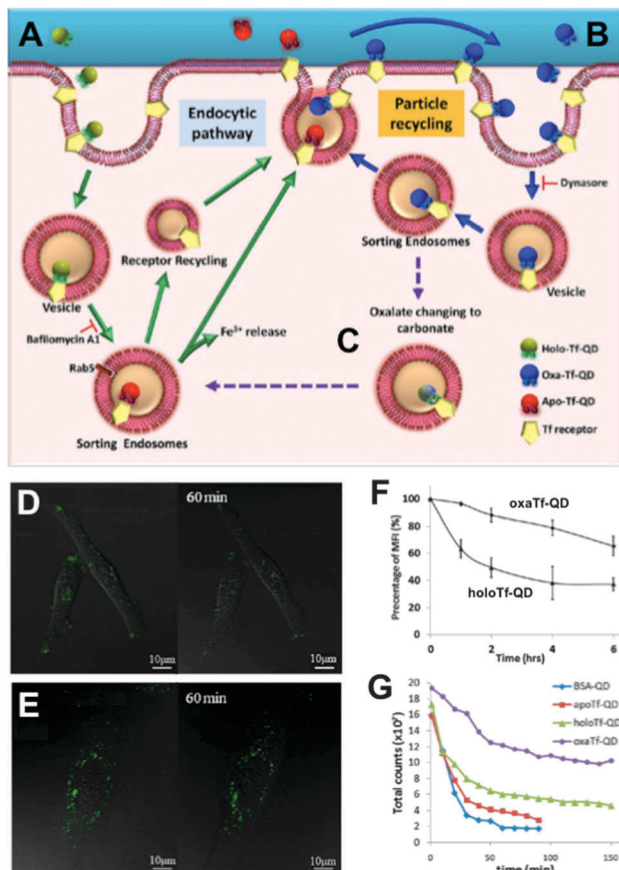 A
B
Endocytic
pathway
Particle
recycling
Dynasore
Sorting Endosomes
Vesicle
Receptor Recycling
Vesicle
Oxalate changing to
carbonate
Bafilomycin A1
Fe³⁺ release
C
Rab5
Sorting Endosomes
Holo-Tf-QD
Oxa-Tf-QD
Apo-Tf-QD
Tf receptor
D
60 min
10μm
10μm
E
60 min
10μm
10μm
F
Precentage of MFI (%)
100
80
60
40
20
0
oxaTf-QD
holoTf-QD
0
2
4
6
Time (hrs)
G
Total counts (x10⁷)
20
18
16
14
12
10
8
6
4
2
0
BSA-QD
apoTf-QD
holoTf-QD
oxaTf-QD
0
50
100
150
time (min)